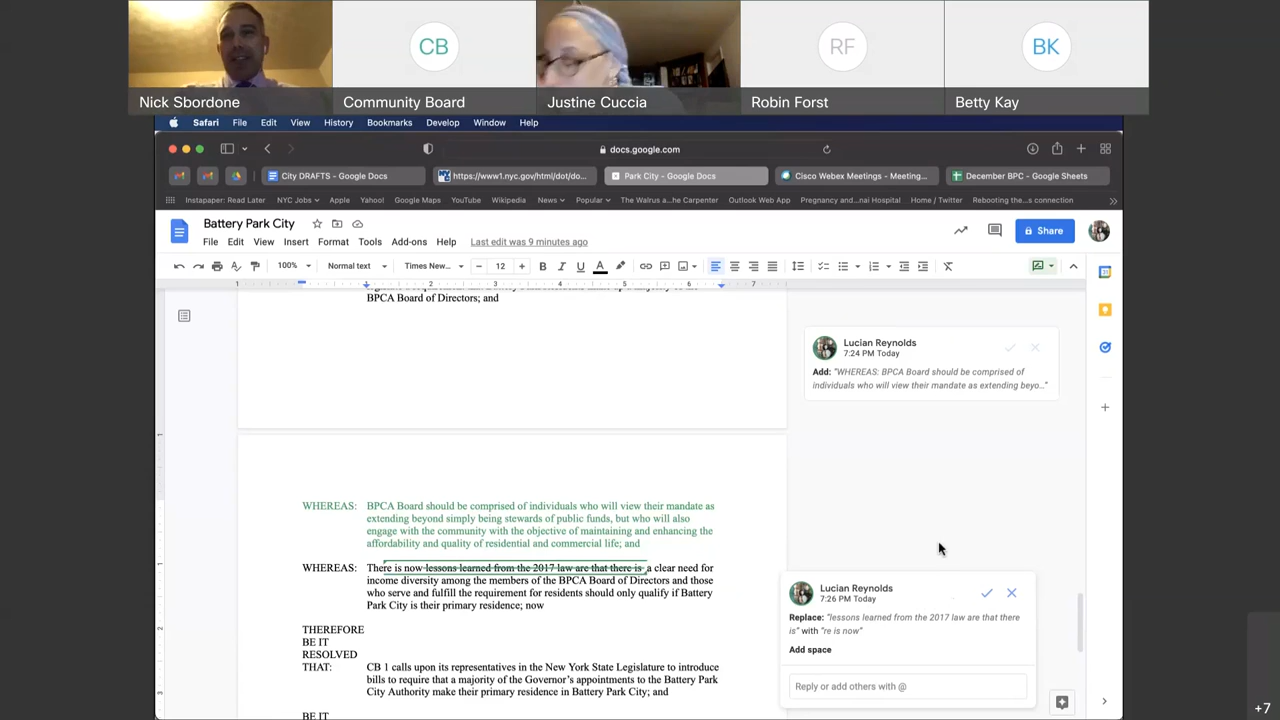 CB
RF
BK
Nick Sbordone
Community Board
Justine Cuccia
Robin Forst
Betty Kay
Safari File Edit View History Bookmarks Develop Window Help
docs.google.com
City DRAFTS - Google Docs
https://www1.nyc.gov/html/dot/do...
Park City - Google Docs
Cisco Webex Meetings - Meeting...
December BPC - Google Sheets
Instapaper: Read Later NYC Jobs Apple Yahoo! Google Maps YouTube Wikipedia News Popular The Walrus a...he Carpenter Outlook Web App Pregnancy and...nai Hospital Home / Twitter Rebooting the...s connection
Battery Park City
File Edit View Insert Format Tools Add-ons Help Last edit was 9 minutes ago
Share
100% Normal text Times New... 12 B I U A
1 2 3 4 5 6 7
BPCA Board of Directors; and
Lucian Reynolds
7:24 PM Today
Add: "WHEREAS: BPCA Board should be comprised of
individuals who will view their mandate as extending beyo..."
WHEREAS: BPCA Board should be comprised of individuals who will view their mandate as
extending beyond simply being stewards of public funds, but who will also
engage with the community with the objective of maintaining and enhancing the
affordability and quality of residential and commercial life; and
WHEREAS: There is now lessons learned from the 2017 law are that there is a clear need for
income diversity among the members of the BPCA Board of Directors and those
who serve and fulfill the requirement for residents should only qualify if Battery
Park City is their primary residence; now
THEREFORE
BE IT
RESOLVED
THAT: CB 1 calls upon its representatives in the New York State Legislature to introduce
bills to require that a majority of the Governor's appointments to the Battery Park
City Authority make their primary residence in Battery Park City; and
BE IT
Lucian Reynolds
7:26 PM Today
Replace: "lessons learned from the 2017 law are that there
is" with "re is now"
Add space
Reply or add others with @
+7